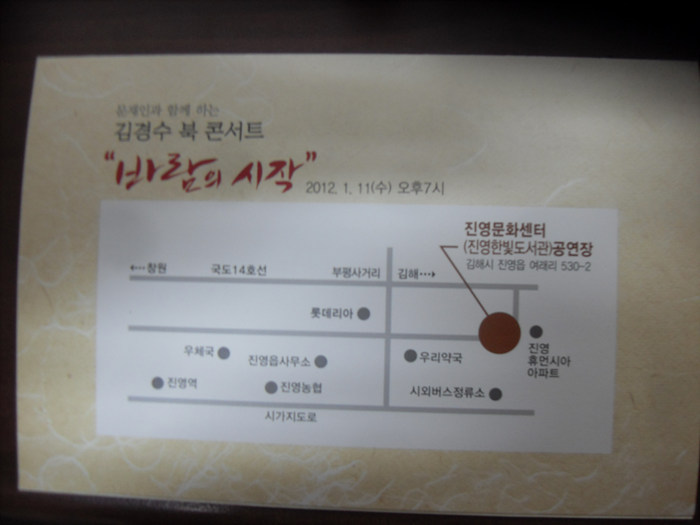 문재인과 함께 하는
김경수 북 콘서트
“바람의 시작”
2012. 1. 11(수) 오후7시
진영문화센터
(진영한빛도서관)공연장
김해시 진영읍 여래리 530-2
←··· 창원
국도14호선
부평사거리
김해 ···→
롯데리아
우체국
진영읍사무소
우리약국
진영
휴먼시아
아파트
진영역
진영농협
시외버스정류소
시가지도로